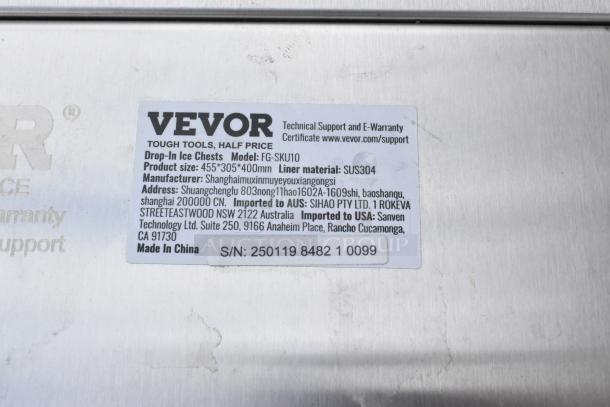 VEVOR
TOUGH TOOLS, HALF PRICE
Technical Support and E-Warranty
Certificate www.vevor.com/support
Drop-In Ice Chests Model: FG-SKU10
Product size: 455*305*400mm Liner material: SUS304
Manufacturer: Shanghaimuxinmuyeyouxiangongsi
Address: Shuangchenglu 803nong11hao1602A-1609shi, baoshanqu,
shanghai 200000 CN. Imported to AUS: SIHAO PTY LTD. 1 ROKEVA
STREETEASTWOOD NSW 2122 Australia Imported to USA: Sanven
Technology Ltd. Suite 250, 9166 Anaheim Place, Rancho Cucamonga,
CA 91730
Made In China
S/N: 250119 8482 1 0099
AUCTION GROUP
R®
CE
arranty
upport